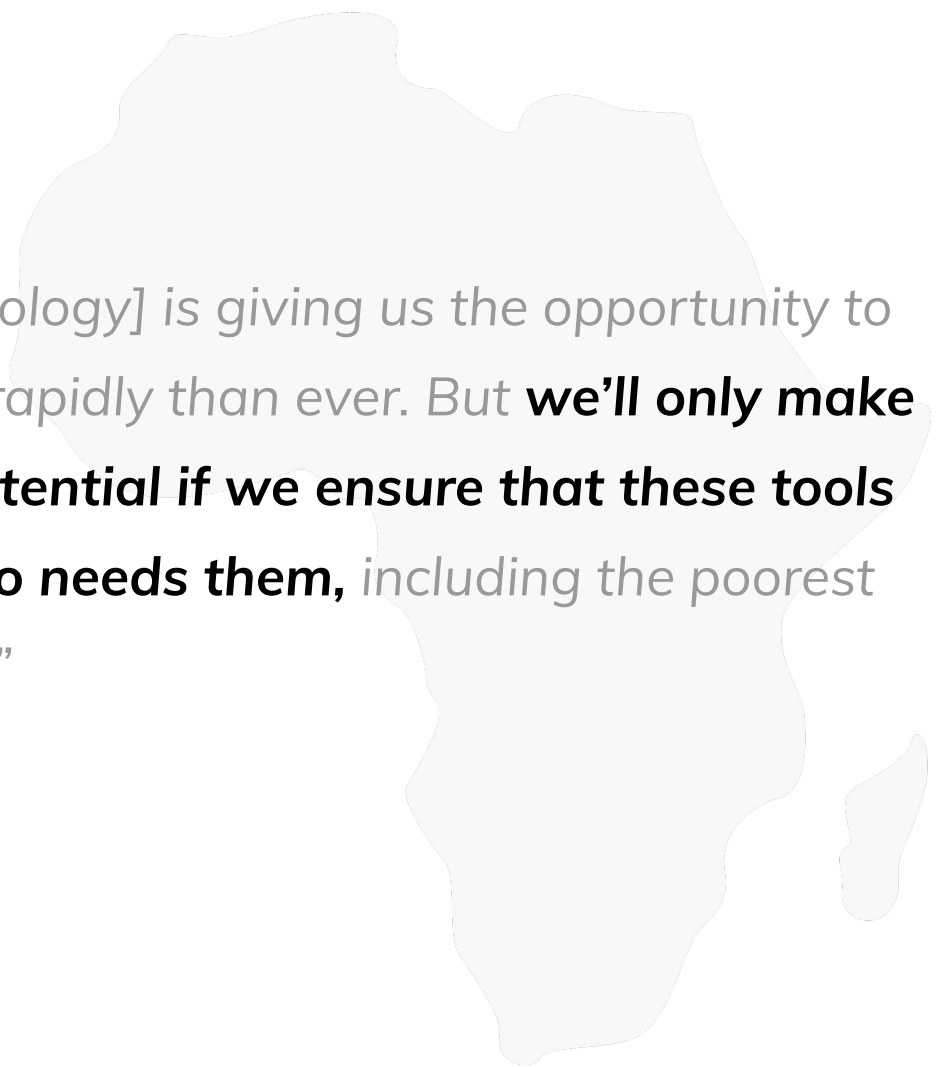 ology] is giving us the opportunity to
rapidly than ever. But we’ll only make
tential if we ensure that these tools
o needs them, including the poorest
”